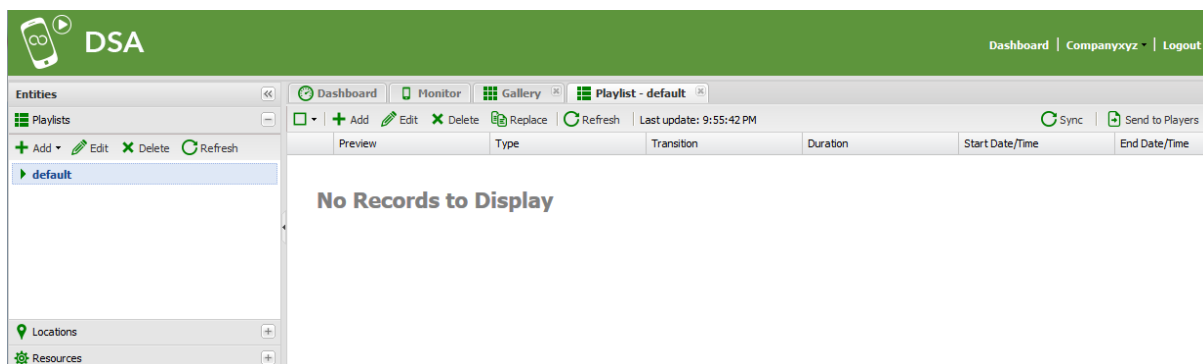 DSA
Dashboard | Companyxyz | Logout
Entities
Playlists
Add Edit Delete Refresh
default
Locations
Resources
Dashboard Monitor Gallery Playlist - default
Add Edit Delete Replace Refresh Last update: 9:55:42 PM Sync Send to Players
Preview Type Transition Duration Start Date/Time End Date/Time
No Records to Display